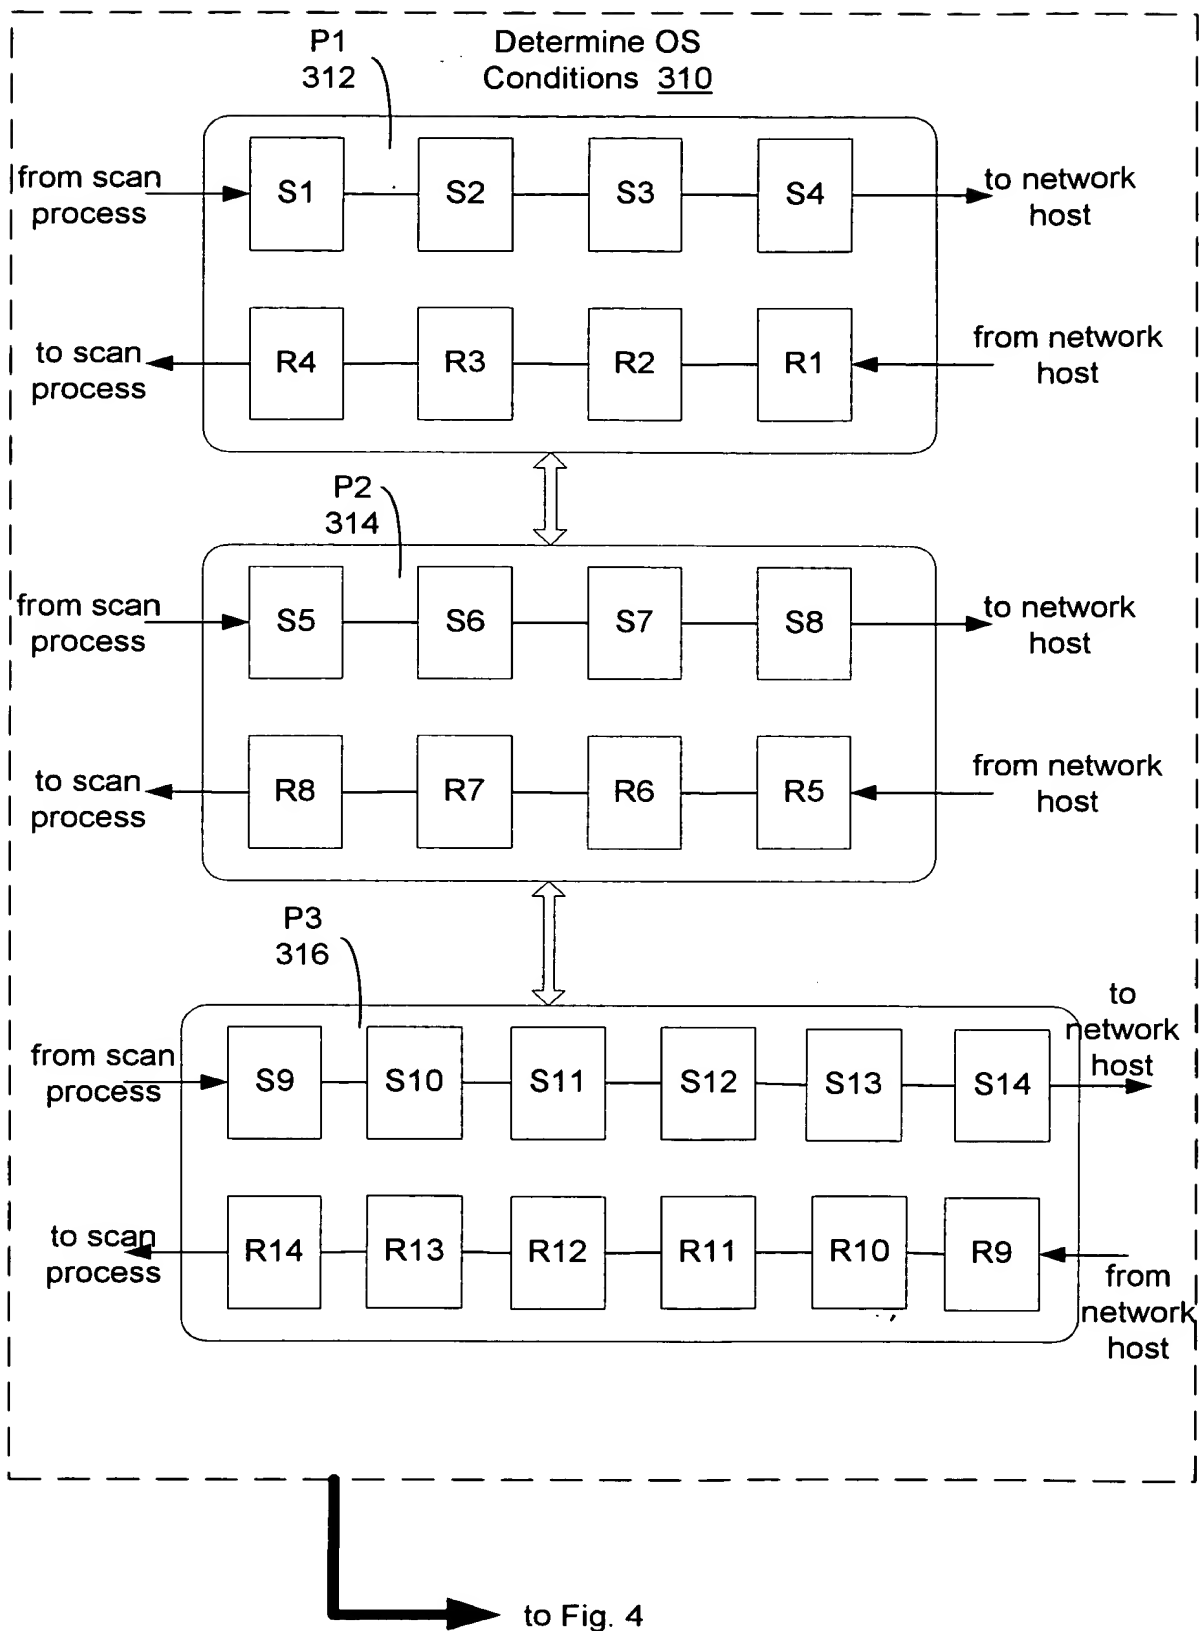 P1
312
Determine OS
Conditions 310
from scan
process
S1
S2
S3
S4
to network
host
to scan
process
R4
R3
R2
R1
from network
host
P2
314
from scan
process
S5
S6
S7
S8
to network
host
to scan
process
R8
R7
R6
R5
from network
host
P3
316
from scan
process
S9
S10
S11
S12
S13
S14
to
network
host
to scan
process
R14
R13
R12
R11
R10
R9
from
network
host
to Fig. 4